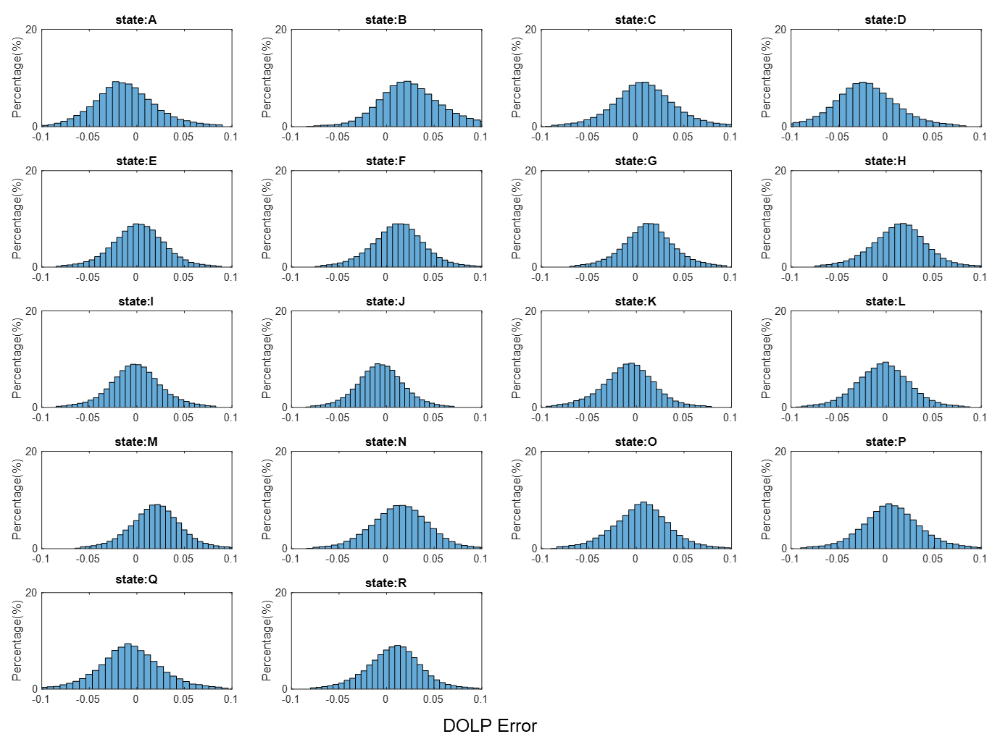 state:A state:B state:C state:D
20 20 20 20
Percentage(%) Percentage(%) Percentage(%) Percentage(%)
0 0 0 0
-0.1 -0.05 0 0.05 0.1 -0.1 -0.05 0 0.05 0.1 -0.1 -0.05 0 0.05 0.1 -0.1 -0.05 0 0.05 0.1
state:E state:F state:G state:H
20 20 20 20
Percentage(%) Percentage(%) Percentage(%) Percentage(%)
0 0 0 0
-0.1 -0.05 0 0.05 0.1 -0.1 -0.05 0 0.05 0.1 -0.1 -0.05 0 0.05 0.1 -0.1 -0.05 0 0.05 0.1
state:I state:J state:K state:L
20 20 20 20
Percentage(%) Percentage(%) Percentage(%) Percentage(%)
0 0 0 0
-0.1 -0.05 0 0.05 0.1 -0.1 -0.05 0 0.05 0.1 -0.1 -0.05 0 0.05 0.1 -0.1 -0.05 0 0.05 0.1
state:M state:N state:O state:P
20 20 20 20
Percentage(%) Percentage(%) Percentage(%) Percentage(%)
0 0 0 0
-0.1 -0.05 0 0.05 0.1 -0.1 -0.05 0 0.05 0.1 -0.1 -0.05 0 0.05 0.1 -0.1 -0.05 0 0.05 0.1
state:Q state:R
20 20
Percentage(%) Percentage(%)
0 0
-0.1 -0.05 0 0.05 0.1 -0.1 -0.05 0 0.05 0.1
DOLP Error